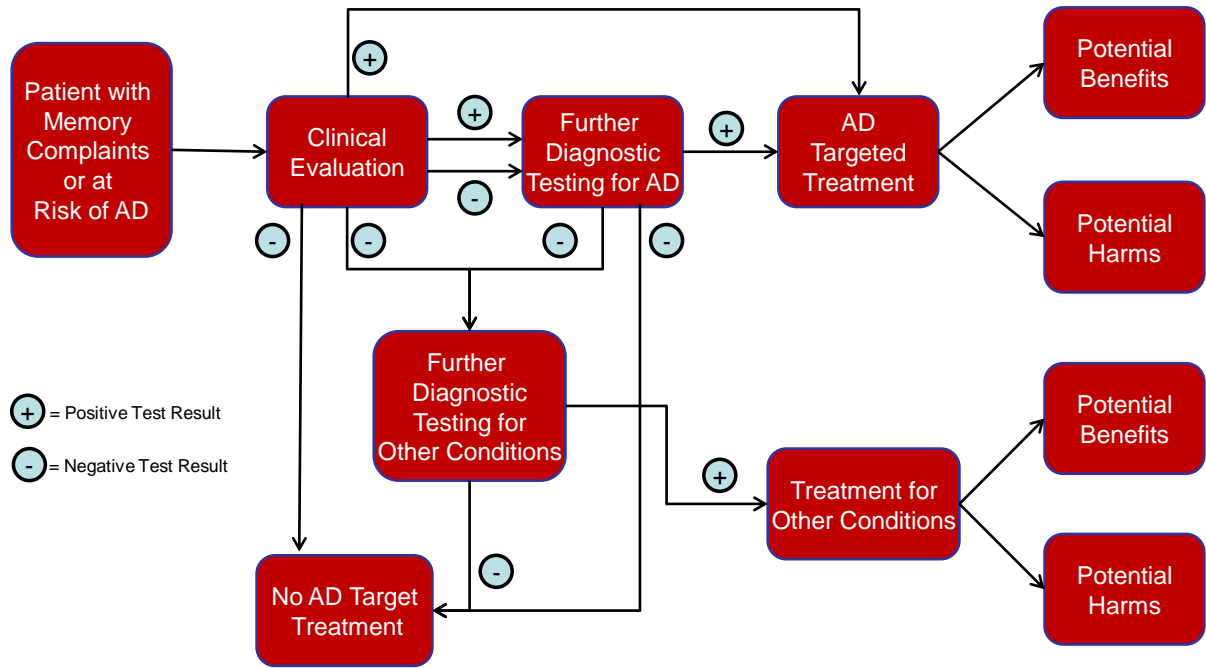 Patient with
Memory
Complaints
or at
Risk of AD
+
Clinical
Evaluation
+
-
Further
Diagnostic
Testing for AD
+
AD
Targeted
Treatment
Potential
Benefits
Potential
Harms
-
-
-
-
Further
Diagnostic
Testing for
Other Conditions
+ = Positive Test Result
- = Negative Test Result
+
Treatment for
Other Conditions
Potential
Benefits
Potential
Harms
-
No AD Target
Treatment